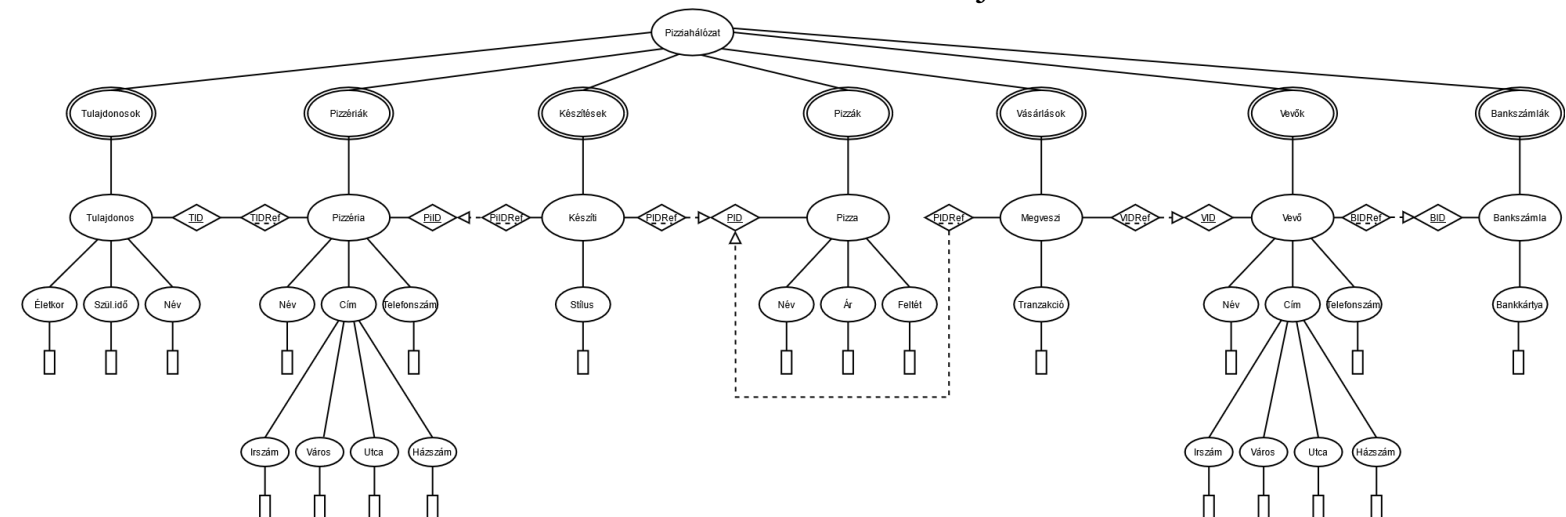 Pizziahálózat
Tulajdonosok Pizzériák Készítések Pizzák Vásárlások Vevők Bankszámlák
Tulajdonos TID TIDRef Pizzéria PiID PiIDRef Készíti PIDRef PID Pizza PIDRef Megveszi VIDRef VID Vevő BIDRef BID Bankszámla
Életkor Szül.idő Név Név Cím Telefonszám Stílus Név Ár Feltét Tranzakció Név Cím Telefonszám Bankkártya
Irszám Város Utca Házszám Irszám Város Utca Házszám